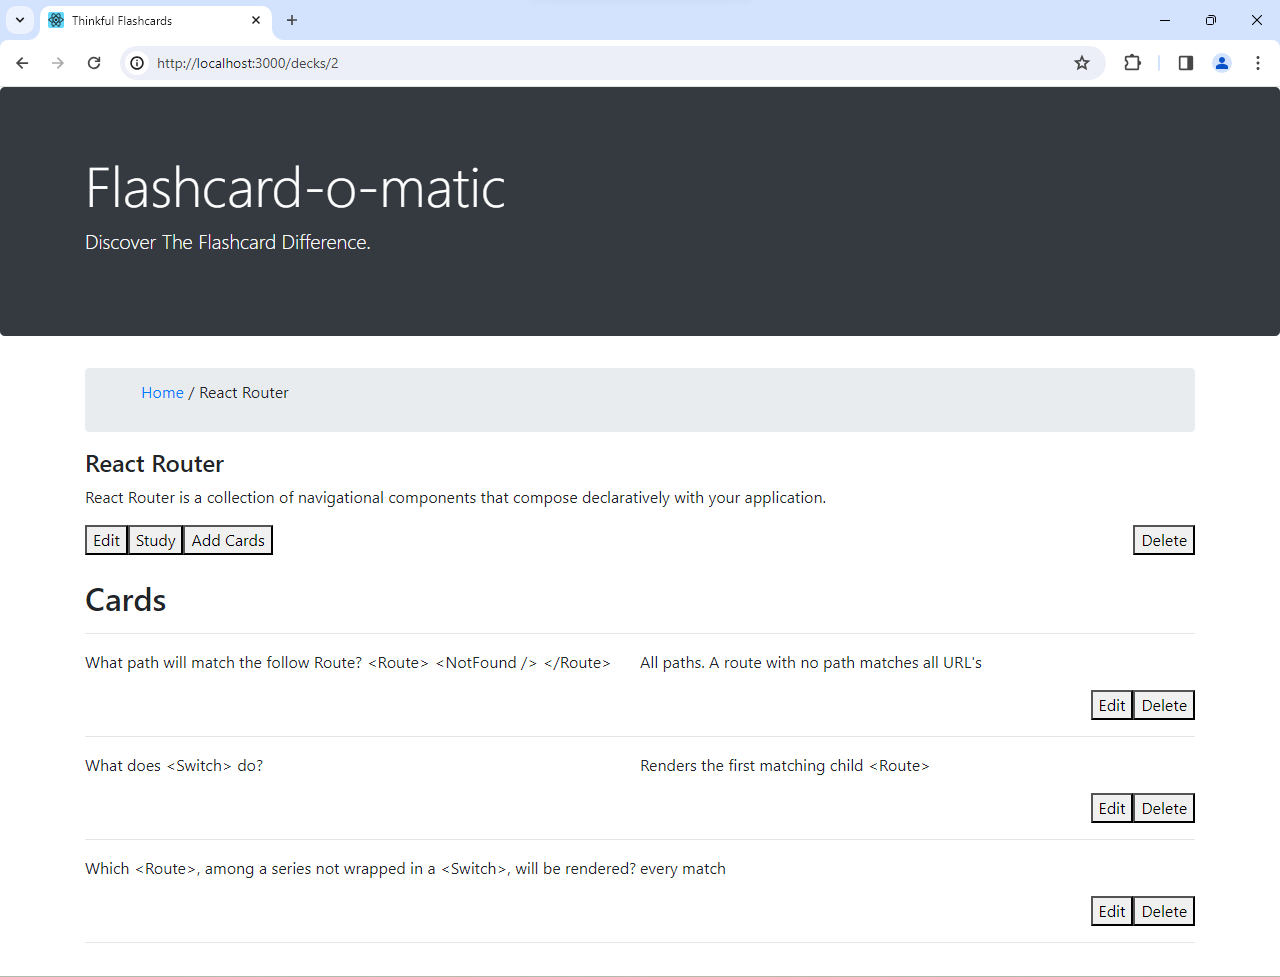 Thinkful Flashcards
http://localhost:3000/decks/2
Flashcard-o-matic
Discover The Flashcard Difference.
Home / React Router
React Router
React Router is a collection of navigational components that compose declaratively with your application.
Edit Study Add Cards Delete
Cards
What path will match the follow Route? <Route> <NotFound /> </Route> All paths. A route with no path matches all URL's
Edit Delete
What does <Switch> do? Renders the first matching child <Route>
Edit Delete
Which <Route>, among a series not wrapped in a <Switch>, will be rendered? every match
Edit Delete